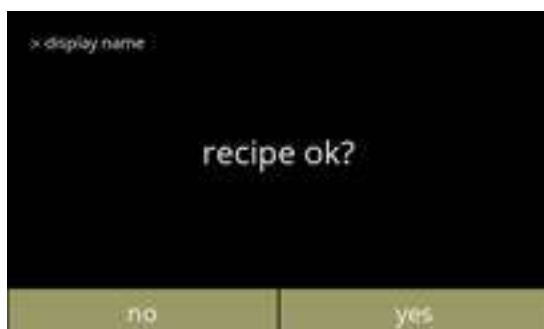 > display name
recipe ok?
no
yes